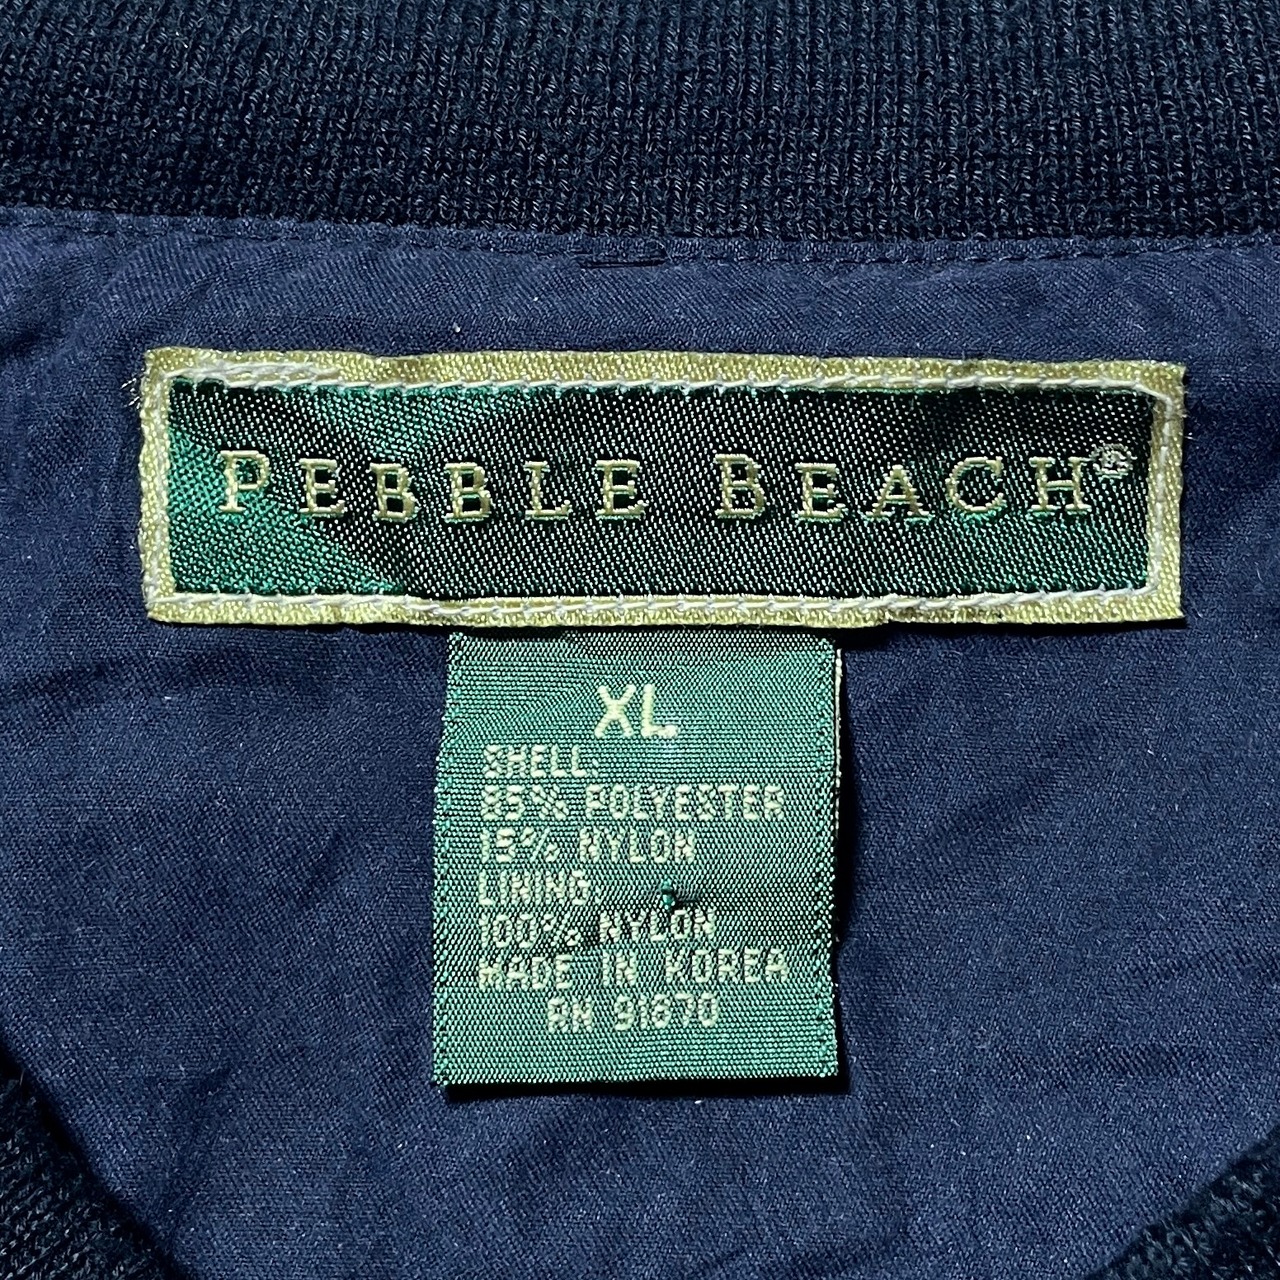 PEBBLE BEACH®
XL
SHELL:
85% POLYESTER
15% NYLON
LINING:
100% NYLON
MADE IN KOREA
RN 91670